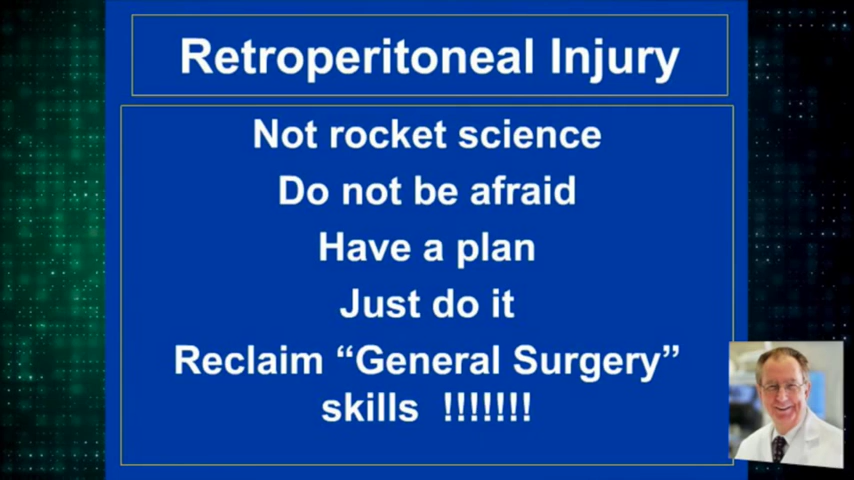 Retroperitoneal Injury
Not rocket science
Do not be afraid
Have a plan
Just do it
Reclaim “General Surgery”
skills !!!!!!!